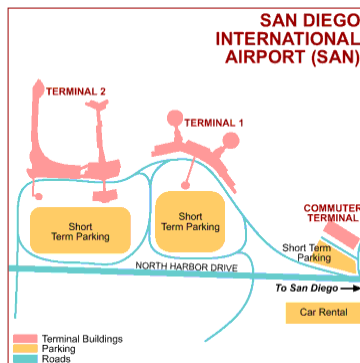 SAN DIEGO
INTERNATIONAL
AIRPORT (SAN)
TERMINAL 2
TERMINAL 1
COMMUTER
TERMINAL
Short
Term Parking
Short
Term Parking
Short Term
Parking
NORTH HARBOR DRIVE
To San Diego
Car Rental
Terminal Buildings
Parking
Roads